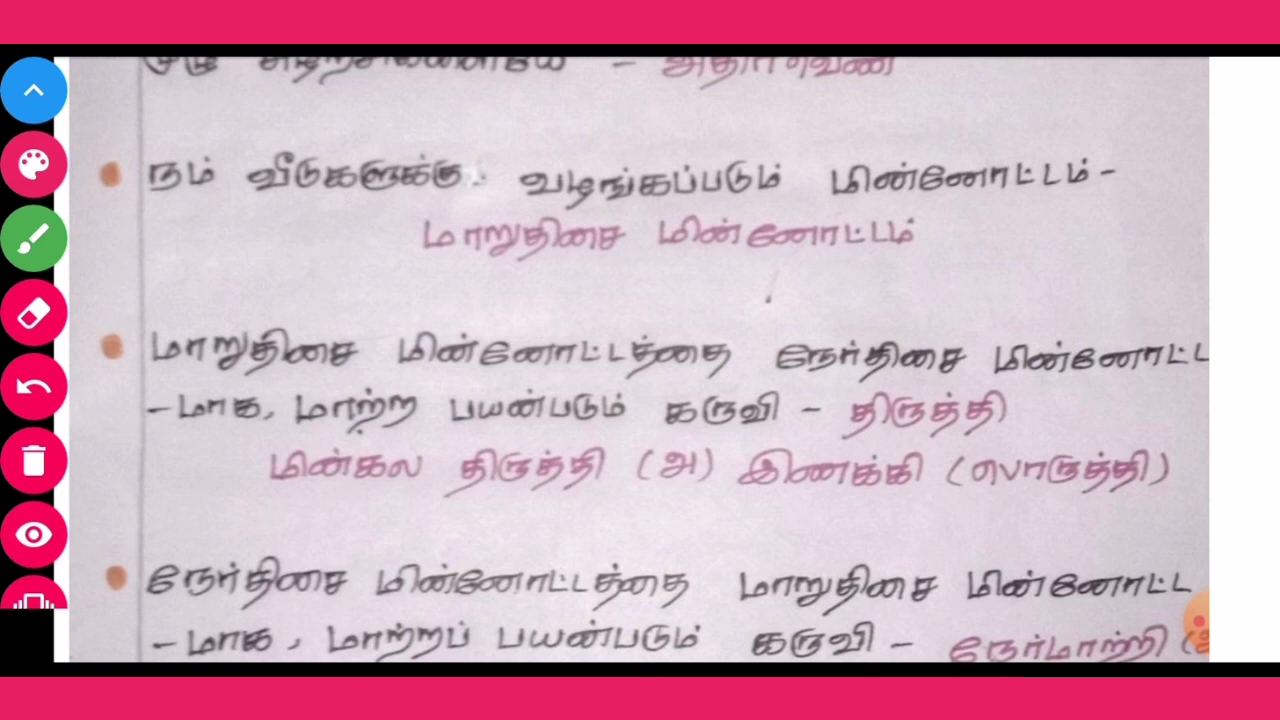 நம் வீடுகளுக்கு வழங்கப்படும் மின்னோட்டம் -
மாறுதிசை மின்னோட்டம்
மாறுதிசை மின்னோட்டத்தை நேர்திசை மின்னோட்ட
-மாக, மாற்ற பயன்படும் கருவி - திருத்தி
மின்கல திருத்தி (அ) இணக்கி (பொருத்தி)
நேர்திசை மின்னோட்டத்தை மாறுதிசை மின்னோட்ட
-மாக, மாற்றப் பயன்படும் கருவி - நேர்மாற்றி